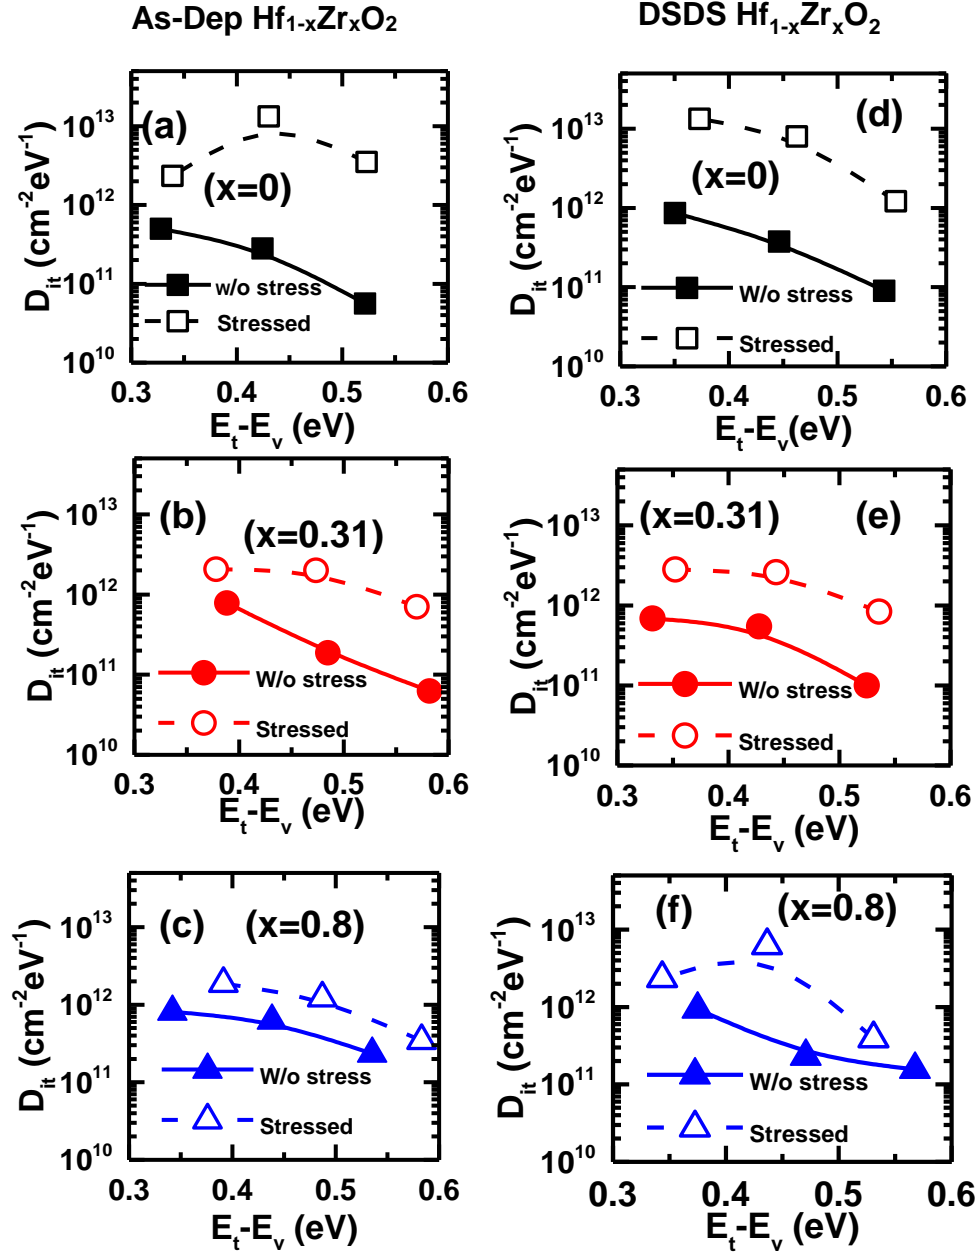 As-Dep Hf1-xZrxO2
DSDS Hf1-xZrxO2
Dit (cm-2eV-1)
10^13
10^12
10^11
10^10
(a)
(x=0)
w/o stress
Stressed
0.3 0.4 0.5 0.6
Et-Ev (eV)
Dit (cm-2eV-1)
10^13
10^12
10^11
10^10
(d)
(x=0)
W/o stress
Stressed
0.3 0.4 0.5 0.6
Et-Ev(eV)
Dit (cm-2eV-1)
10^13
10^12
10^11
10^10
(b)
(x=0.31)
W/o stress
Stressed
0.3 0.4 0.5 0.6
Et-Ev (eV)
Dit (cm-2eV-1)
10^13
10^12
10^11
10^10
(x=0.31) (e)
W/o stress
Stressed
0.3 0.4 0.5 0.6
Et-Ev (eV)
Dit (cm-2eV-1)
10^13
10^12
10^11
10^10
(c) (x=0.8)
W/o stress
Stressed
0.3 0.4 0.5 0.6
Et-Ev (eV)
Dit (cm-2eV-1)
10^13
10^12
10^11
10^10
(f) (x=0.8)
W/o stress
Stressed
0.3 0.4 0.5 0.6
Et-Ev (eV)